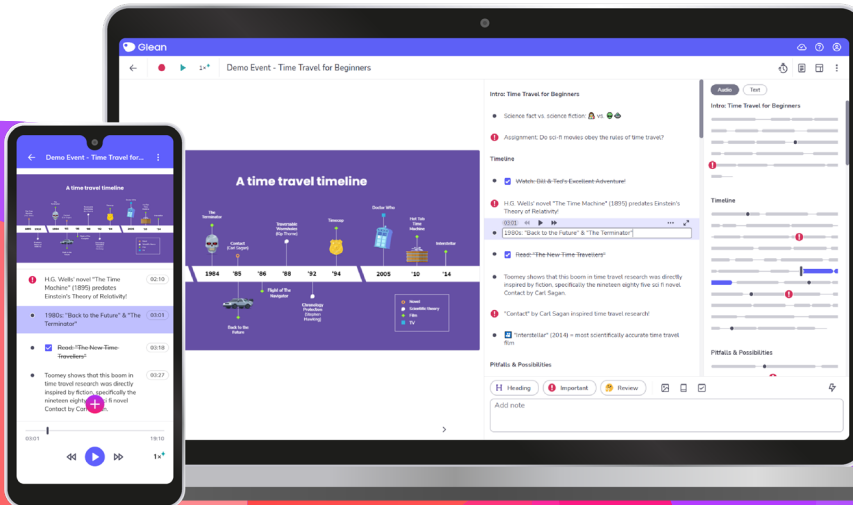 Glean
1×
Demo Event - Time Travel for Beginners
A time travel timeline
The
Terminator
Contact
(Carl Sagan)
Traversable
Wormholes
(Kip Thorne)
Timecop
Doctor Who
Hot Tub
Time
Machine
Interstellar
1984
'85
'86
'88
'92
'94
2005
'10
'14
Back to the
Future
Flight of The
Navigator
Chronology
Protection
(Stephen
Hawking)
Novel
Scientific theory
Film
TV
Intro: Time Travel for Beginners
Science fact vs. science fiction: vs.
Assignment: Do sci-fi movies obey the rules of time travel?
Timeline
Watch: Bill & Ted's Excellent Adventure!
H.G. Wells' novel "The Time Machine" (1895) predates Einstein's
Theory of Relativity!
03:01
1980s: "Back to the Future" & "The Terminator"
Read: "The New Time Travellers"
Toomey shows that this boom in time travel research was directly
inspired by fiction, specifically the nineteen eighty five sci fi novel
Contact by Carl Sagan.
"Contact" by Carl Sagan inspired time travel research!
"Interstellar" (2014) = most scientifically accurate time travel
film
Pitfalls & Possibilities
H Heading
Important
Review
Add note
Audio
Text
Intro: Time Travel for Beginners
Timeline
Pitfalls & Possibilities
Demo Event - Time Travel for...
A time travel timeline
H.G. Wells' novel "The Time
Machine" (1895) predates
Einstein's Theory of Relativity!
02:10
1980s: "Back to the Future" & "The
Terminator"
03:01
Read: "The New Time
Travellers"
03:18
Toomey shows that this boom in
time travel research was directly
inspired by fiction, specifically the
nineteen eighty sci fi novel
Contact by Carl Sagan.
03:27
03:01
19:10
1×